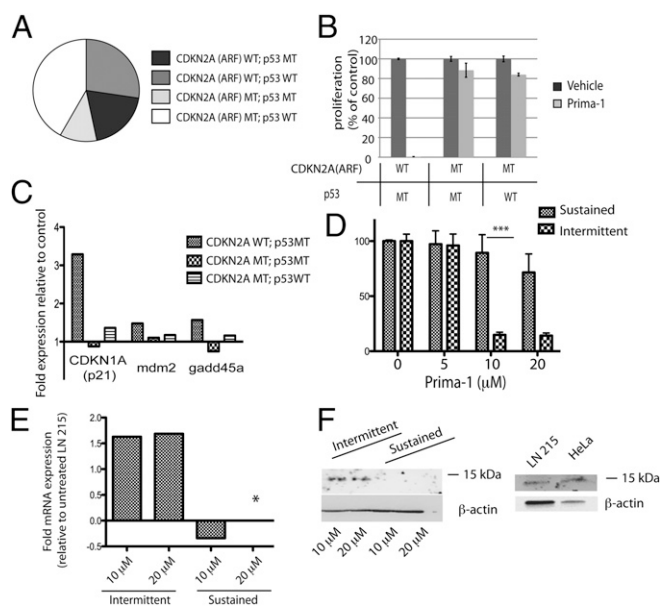 A
CDKN2A (ARF) WT; p53 MT
CDKN2A (ARF) WT; p53 WT
CDKN2A (ARF) MT; p53 MT
CDKN2A (ARF) MT; p53 WT
B
proliferation
(% of control)
120
100
80
60
40
20
0
Vehicle
Prima-1
CDKN2A(ARF) WT MT MT
p53 MT MT WT
C
Fold expression relative to control
4
3
2
1
CDKN2A WT; p53MT
CDKN2A MT; p53MT
CDKN2A MT; p53WT
CDKN1A
(p21)
mdm2
gadd45a
D
Sustained
Intermittent
***
100
50
0
0 5 10 20
Prima-1 (μM)
E
Fold mRNA expression
(relative to untreated LN 215)
2.0
1.5
1.0
0.5
0.0
-0.5
*
10 μM 20 μM 10 μM 20 μM
Intermittent Sustained
F
Intermittent
Sustained
— 15 kDa
β-actin
10 μM 20 μM 10 μM 20 μM
LN 215 HeLa
— 15 kDa
β-actin